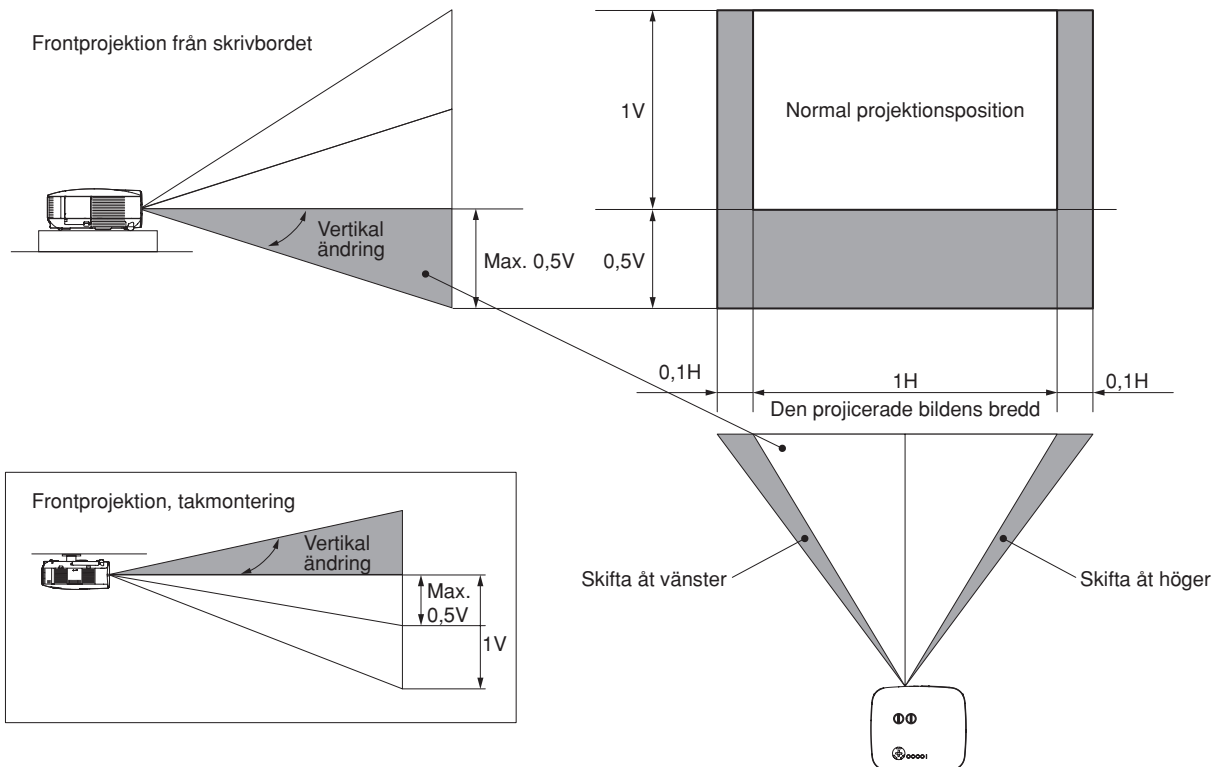 Frontprojektion från skrivbordet
Vertikal
ändring
Max. 0,5V
1V
0,5V
Normal projektionsposition
0,1H
1H
0,1H
Den projicerade bildens bredd
Frontprojektion, takmontering
Vertikal
ändring
Max.
0,5V
1V
Skifta åt vänster
Skifta åt höger